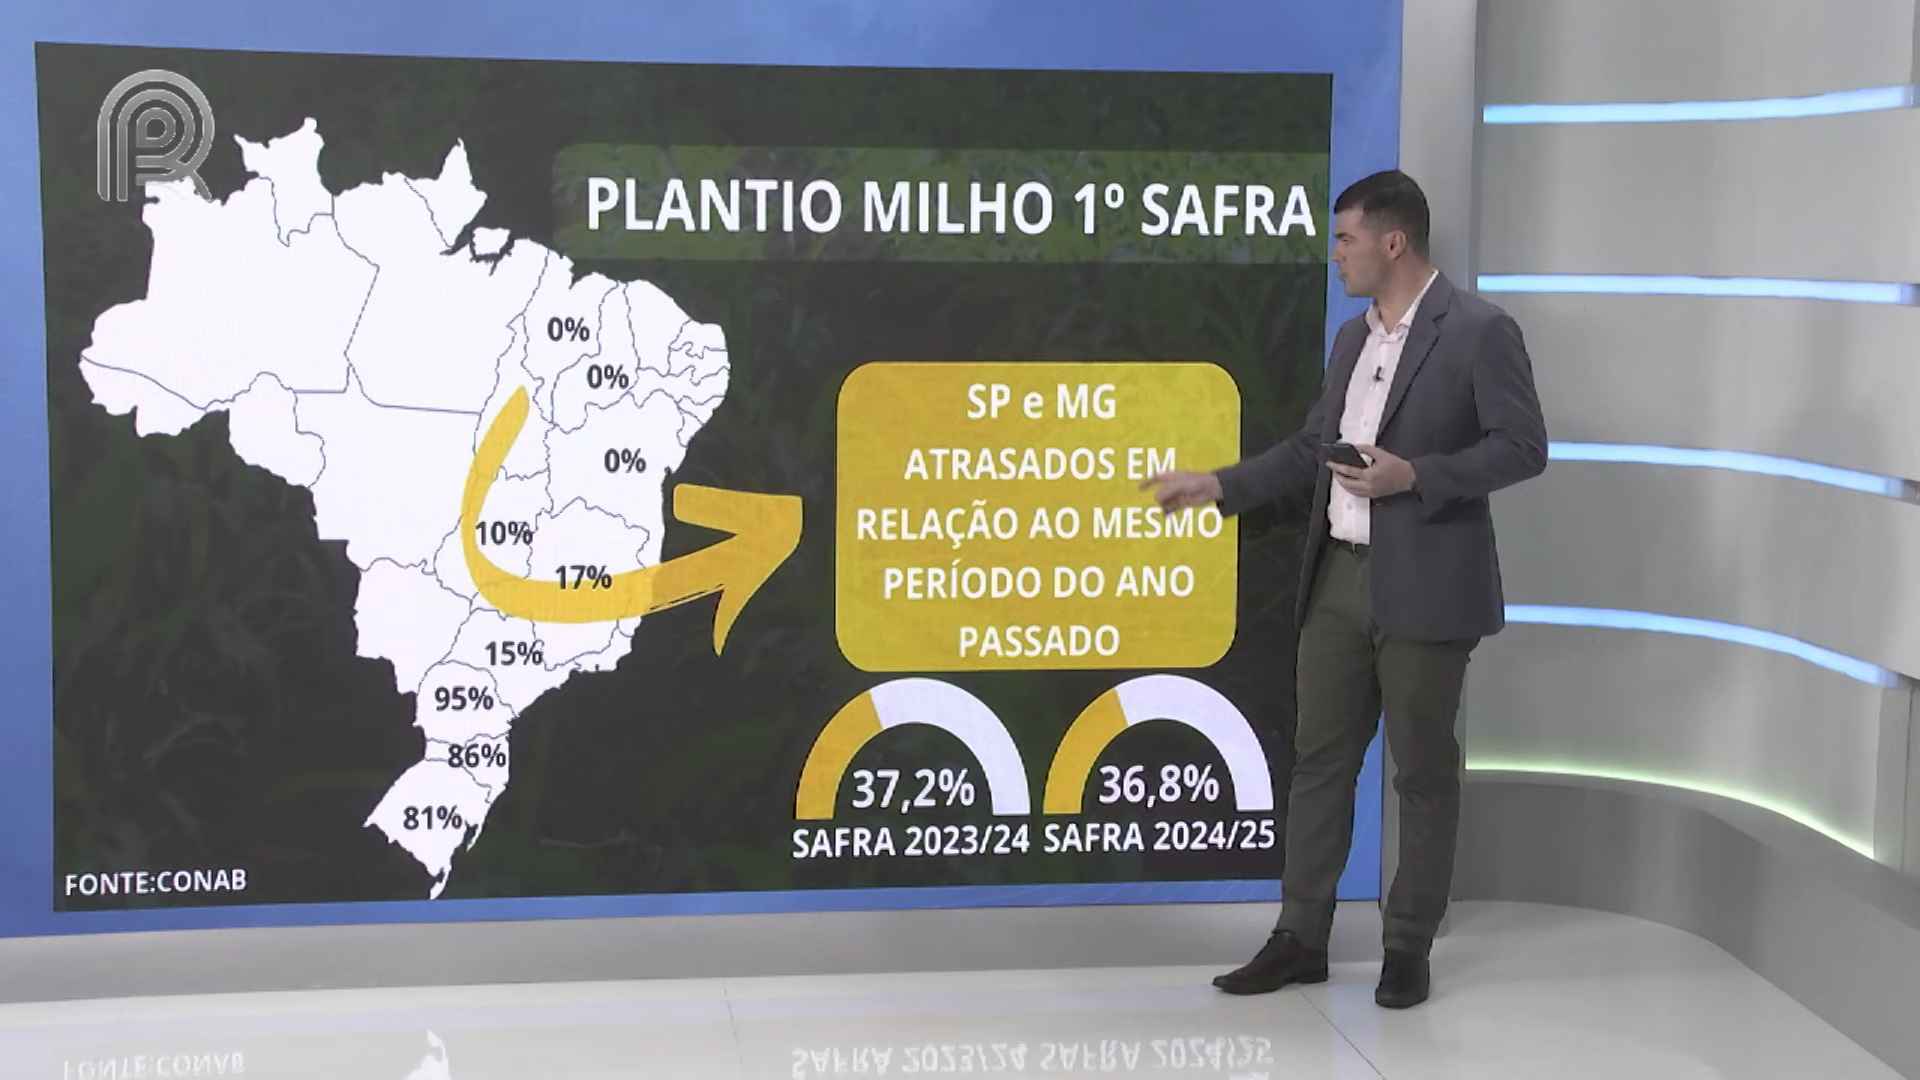 PLANTIO MILHO 1º SAFRA
0%
0%
0%
10%
17%
15%
95%
86%
81%
SP e MG
ATRASADOS EM
RELAÇÃO AO MESMO
PERÍODO DO ANO
PASSADO
37,2%
SAFRA 2023/24
36,8%
SAFRA 2024/25
FONTE:CONAB